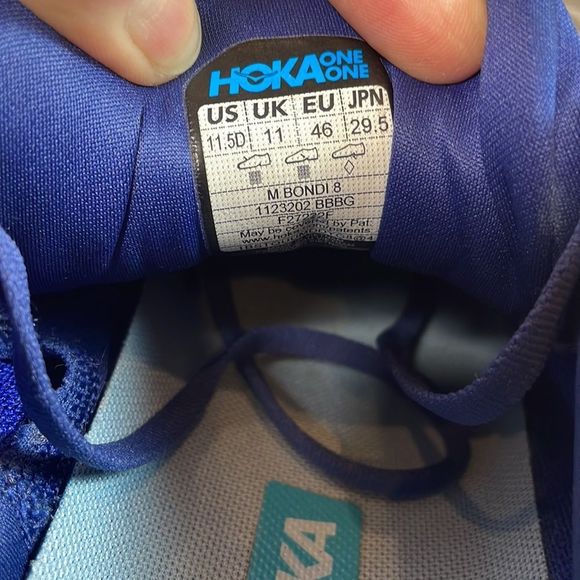 HOKA ONE ONE
US UK EU JPN
11.5D 11 46 29.5
M BONDI 8
1123202 BBBG
May be covered by Pat.
KA